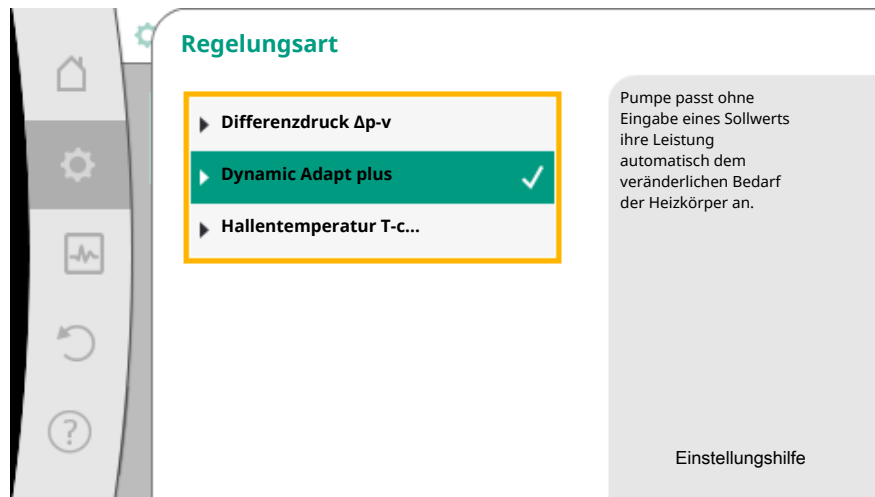 Regelungsart
Differenzdruck Δp-v
Dynamic Adapt plus
Hallentemperatur T-c...
Pumpe passt ohne
Eingabe eines Sollwerts
ihre Leistung
automatisch dem
veränderlichen Bedarf
der Heizkörper an.
Einstellungshilfe